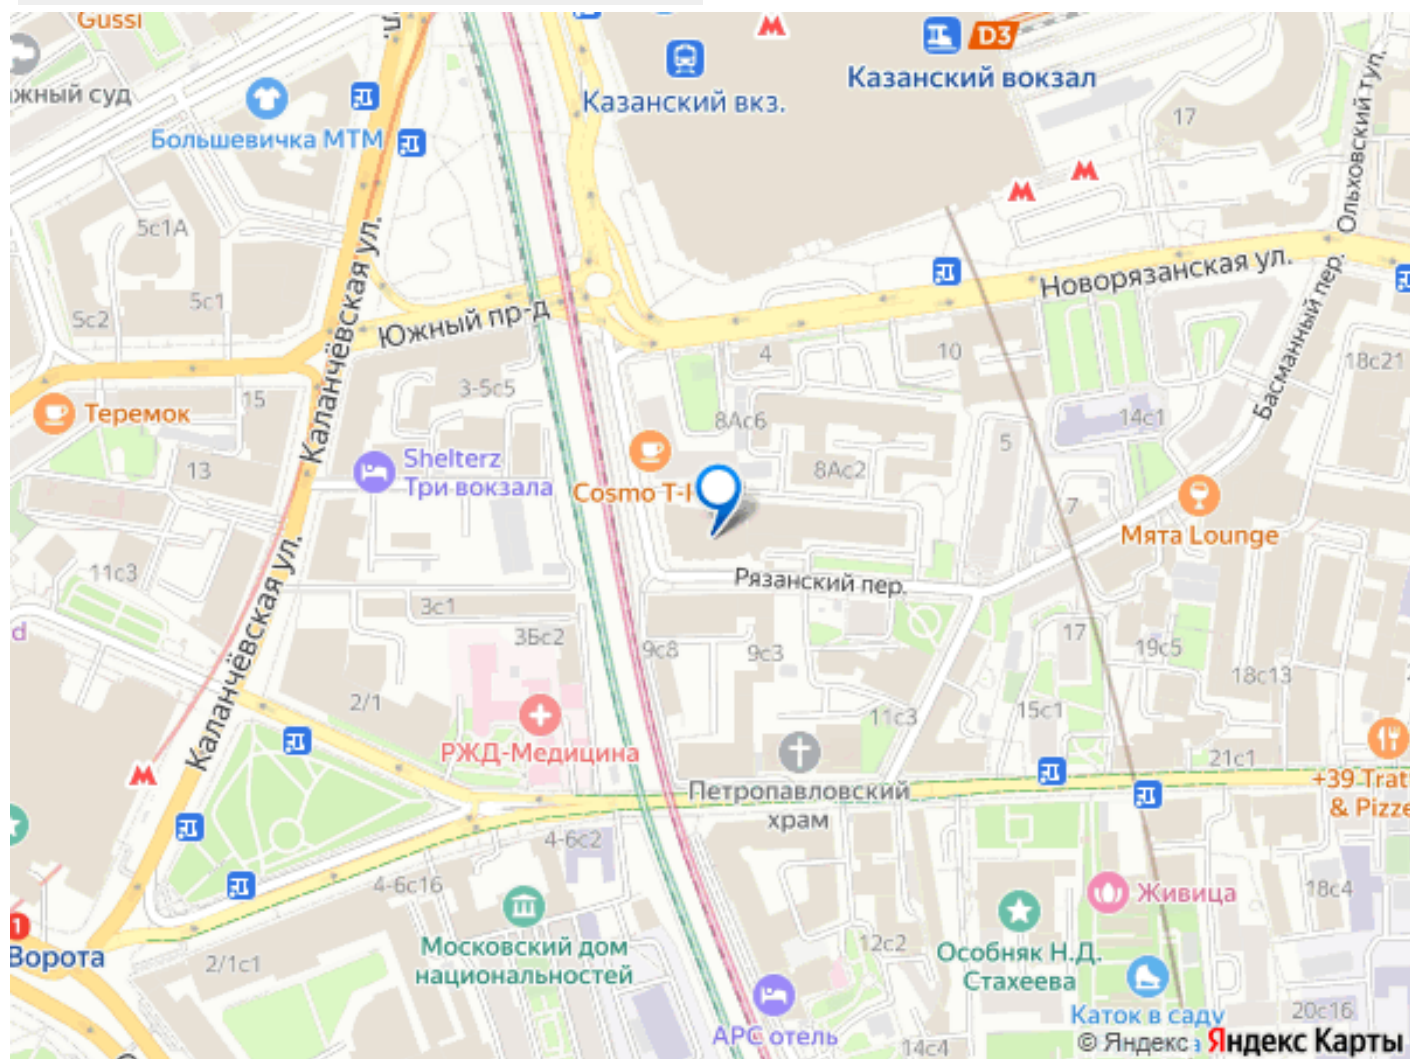 Gussi
D3
Казанский вокзал
Казанский вкз.
жный суд
Большевичка МТМ
17
Ольховский туп.
5с1А
Каланчёвская ул.
Новорязанская ул.
5с1
5с2
Южный пр-д
Басманный пер.
4
10
18с21
3-5с5
15
Теремок
8Ас6
14с1
5
Shelterz
Три вокзала
13
8Ас2
Cosmo T-I
7
Мята Lounge
Каланчёвская ул.
11с3
Рязанский пер.
3с1
3Бс2
9с8
9с3
17
19с5
18с13
d
2/1
11с3
15с1
РЖД-Медицина
21с1
Петропавловский
храм
+39 Trat
& Pizze
4-6с2
4-6с16
Живица
18с4
1
Ворота
2/1с1
Московский дом
национальностей
12с2
Особняк Н.Д.
Стахеева
АРС отель
Каток в саду
20с16
14с4
© Яндекс Яндекс Карты